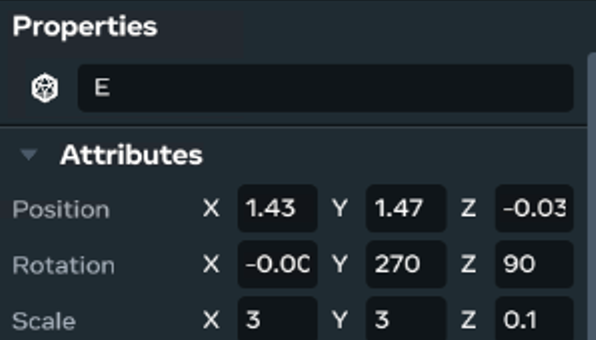 Properties
E
Attributes
Position X 1.43 Y 1.47 Z -0.03
Rotation X -0.00 Y 270 Z 90
Scale X 3 Y 3 Z 0.1